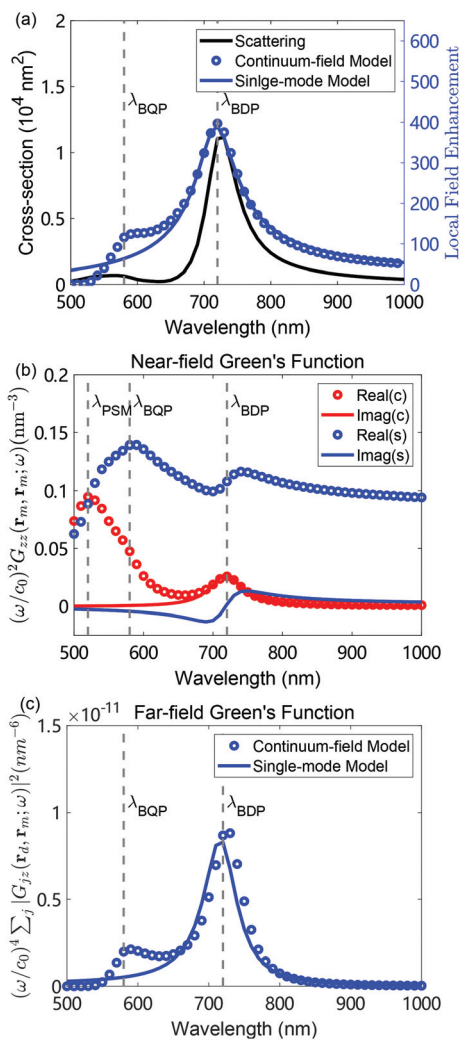 (a)
Scattering
Continuum-field Model
Sinlge-mode Model
λBQP
λBDP
Cross-section (10⁴ nm²)
0
0.5
1
1.5
2
Local Field Enhancement
0
100
200
300
400
500
600
500 600 700 800 900 1000
Wavelength (nm)
(b)
Near-field Green's Function
λPSM
λBQP
λBDP
Real(c)
Imag(c)
Real(s)
Imag(s)
(ω/c₀)²Gzz(rm, rm; ω)(nm⁻³)
0.2
0.15
0.1
0.05
0
500 600 700 800 900 1000
Wavelength (nm)
(c)
×10⁻¹¹
Far-field Green's Function
Continuum-field Model
Single-mode Model
λBQP
λBDP
(ω/c₀)⁴ ∑j |Gjz(rd, rm; ω)|²(nm⁻⁶)
1.5
1
0.5
0
500 600 700 800 900 1000
Wavelength (nm)